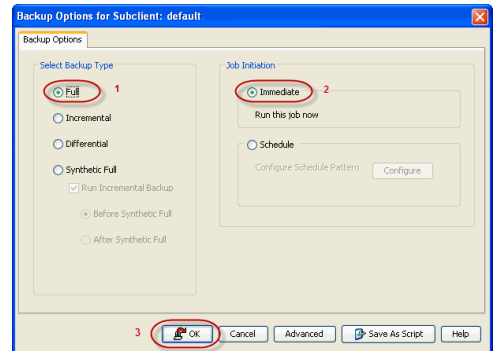 Backup Options for Subclient: default
Backup Options
Select Backup Type
Full 1
Incremental
Differential
Synthetic Full
Run Incremental Backup
Before Synthetic Full
After Synthetic Full
Job Initiation
Immediate 2
Run this job now
Schedule
Configure Schedule Pattern Configure
3 OK Cancel Advanced Save As Script Help